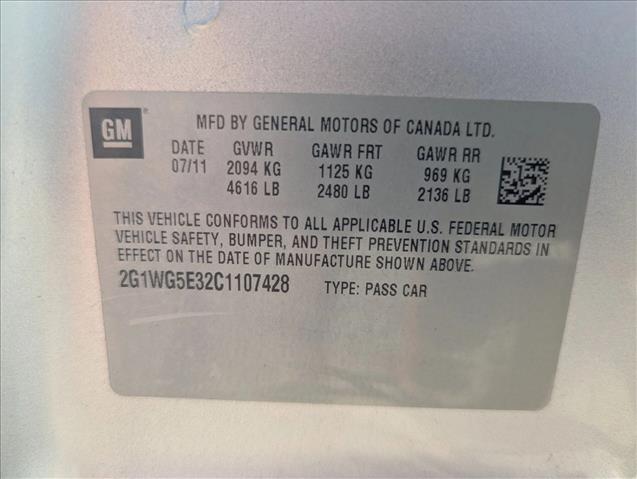 GM
MFD BY GENERAL MOTORS OF CANADA LTD.
DATE GVWR GAWR FRT GAWR RR
07/11 2094 KG 1125 KG 969 KG
4616 LB 2480 LB 2136 LB
THIS VEHICLE CONFORMS TO ALL APPLICABLE U.S. FEDERAL MOTOR
VEHICLE SAFETY, BUMPER, AND THEFT PREVENTION STANDARDS IN
EFFECT ON THE DATE OF MANUFACTURE SHOWN ABOVE.
2G1WG5E32C1107428 TYPE: PASS CAR